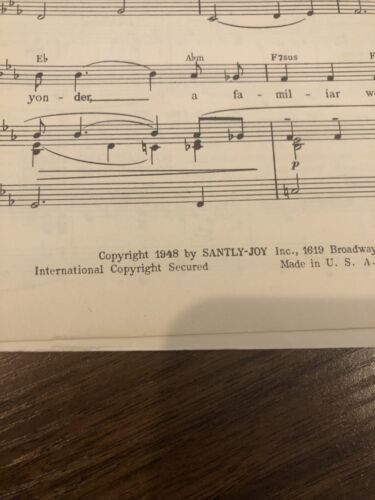 Eb Abm F7sus F
yon - der, a fa - mil - iar w
p
Copyright 1948 by SANTLY-JOY Inc., 1619 Broadway
International Copyright Secured Made in U. S. A.